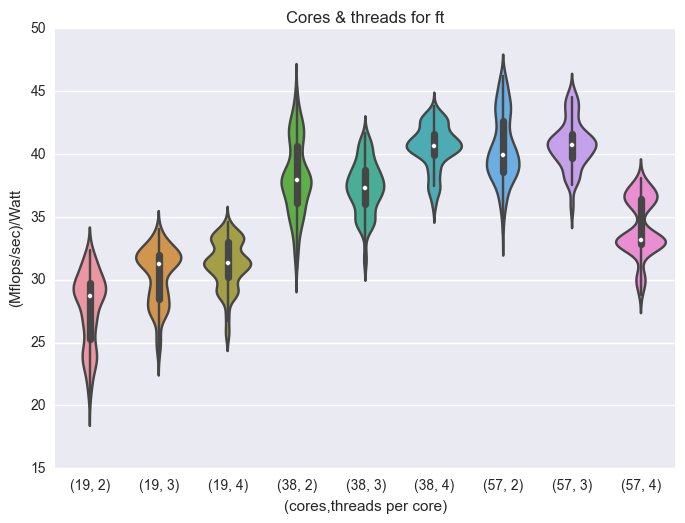 Cores & threads for ft
50
45
40
35
30
25
20
15
(Mflops/sec)/Watt
(19, 2) (19, 3) (19, 4) (38, 2) (38, 3) (38, 4) (57, 2) (57, 3) (57, 4)
(cores,threads per core)